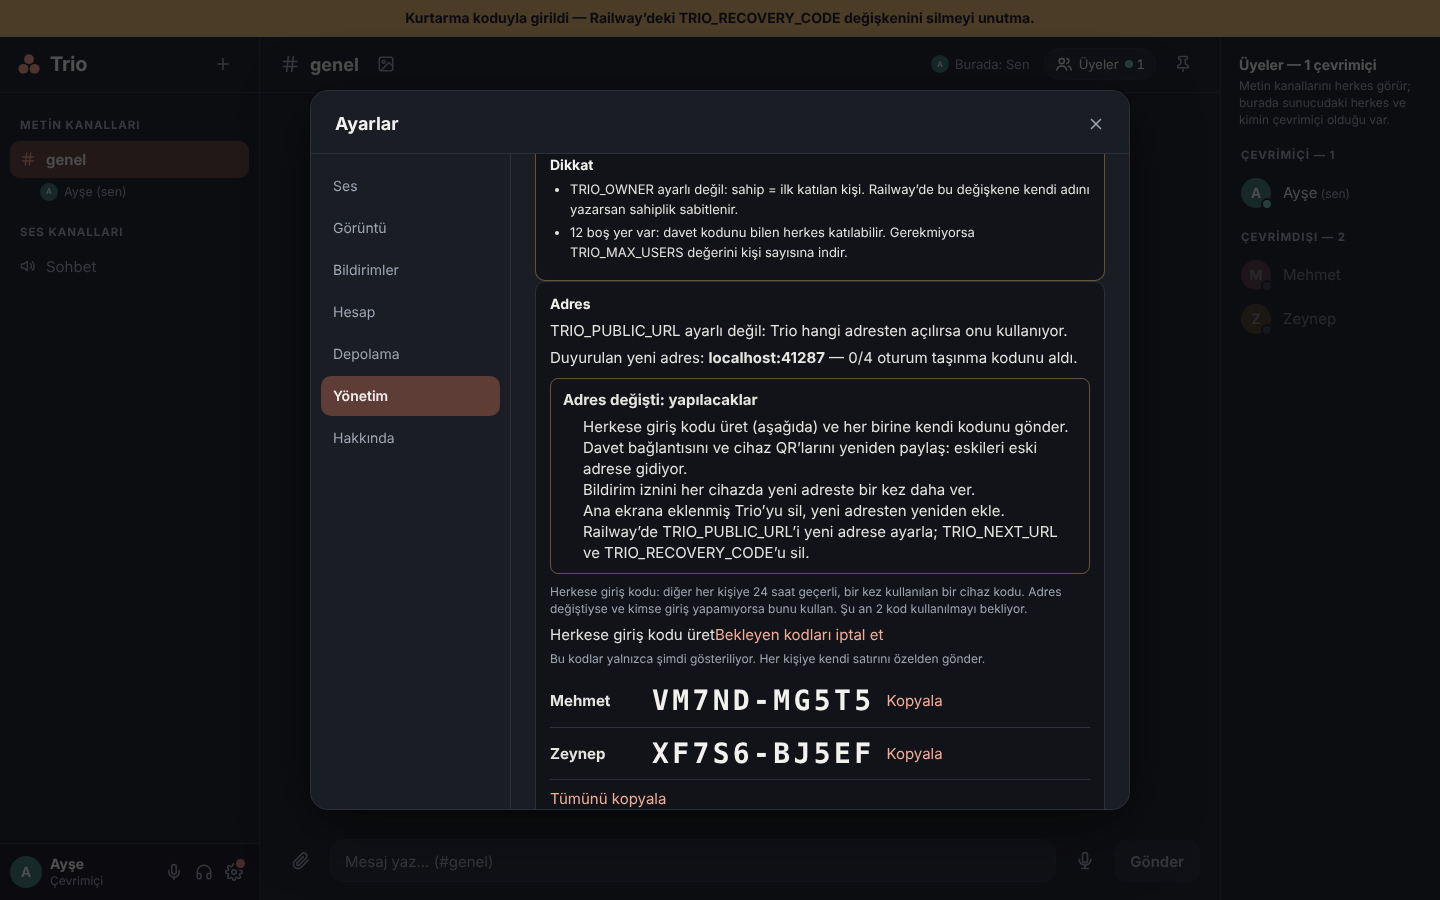 Kurtarma koduyla girildi — Railway’deki TRIO_RECOVERY_CODE değişkenini silmeyi unutma.
Trio
genel
Burada: Sen
Üyeler 1
METİN KANALLARI
genel
Ayşe (sen)
SES KANALLARI
Sohbet
Ayarlar
Ses
Görüntü
Bildirimler
Hesap
Depolama
Yönetim
Hakkında
Dikkat
TRIO_OWNER ayarlı değil: sahip = ilk katılan kişi. Railway’de bu değişkene kendi adını
yazarsan sahiplik sabitlenir.
12 boş yer var: davet kodunu bilen herkes katılabilir. Gerekmiyorsa
TRIO_MAX_USERS değerini kişi sayısına indir.
Adres
TRIO_PUBLIC_URL ayarlı değil: Trio hangi adresten açılırsa onu kullanıyor.
Duyurulan yeni adres: localhost:41287 — 0/4 oturum taşınma kodunu aldı.
Adres değişti: yapılacaklar
Herkese giriş kodu üret (aşağıda) ve her birine kendi kodunu gönder.
Davet bağlantısını ve cihaz QR’larını yeniden paylaş: eskileri eski
adrese gidiyor.
Bildirim iznini her cihazda yeni adreste bir kez daha ver.
Ana ekrana eklenmiş Trio’yu sil, yeni adresten yeniden ekle.
Railway’de TRIO_PUBLIC_URL’i yeni adrese ayarla; TRIO_NEXT_URL
ve TRIO_RECOVERY_CODE’u sil.
Herkese giriş kodu: diğer her kişiye 24 saat geçerli, bir kez kullanılan bir cihaz kodu. Adres
değiştiyse ve kimse giriş yapamıyorsa bunu kullan. Şu an 2 kod kullanılmayı bekliyor.
Herkese giriş kodu üretBekleyen kodları iptal et
Bu kodlar yalnızca şimdi gösteriliyor. Her kişiye kendi satırını özelden gönder.
Mehmet VM7ND-MG5T5 Kopyala
Zeynep XF7S6-BJ5EF Kopyala
Tümünü kopyala
Üyeler — 1 çevrimiçi
Metin kanallarını herkes görür;
burada sunucudaki herkes ve
kimin çevrimiçi olduğu var.
ÇEVRİMİÇİ — 1
A
Ayşe (sen)
ÇEVRİMDIŞI — 2
M
Mehmet
Z
Zeynep
A
Ayşe
Çevrimiçi
Mesaj yaz... (#genel)
Gönder